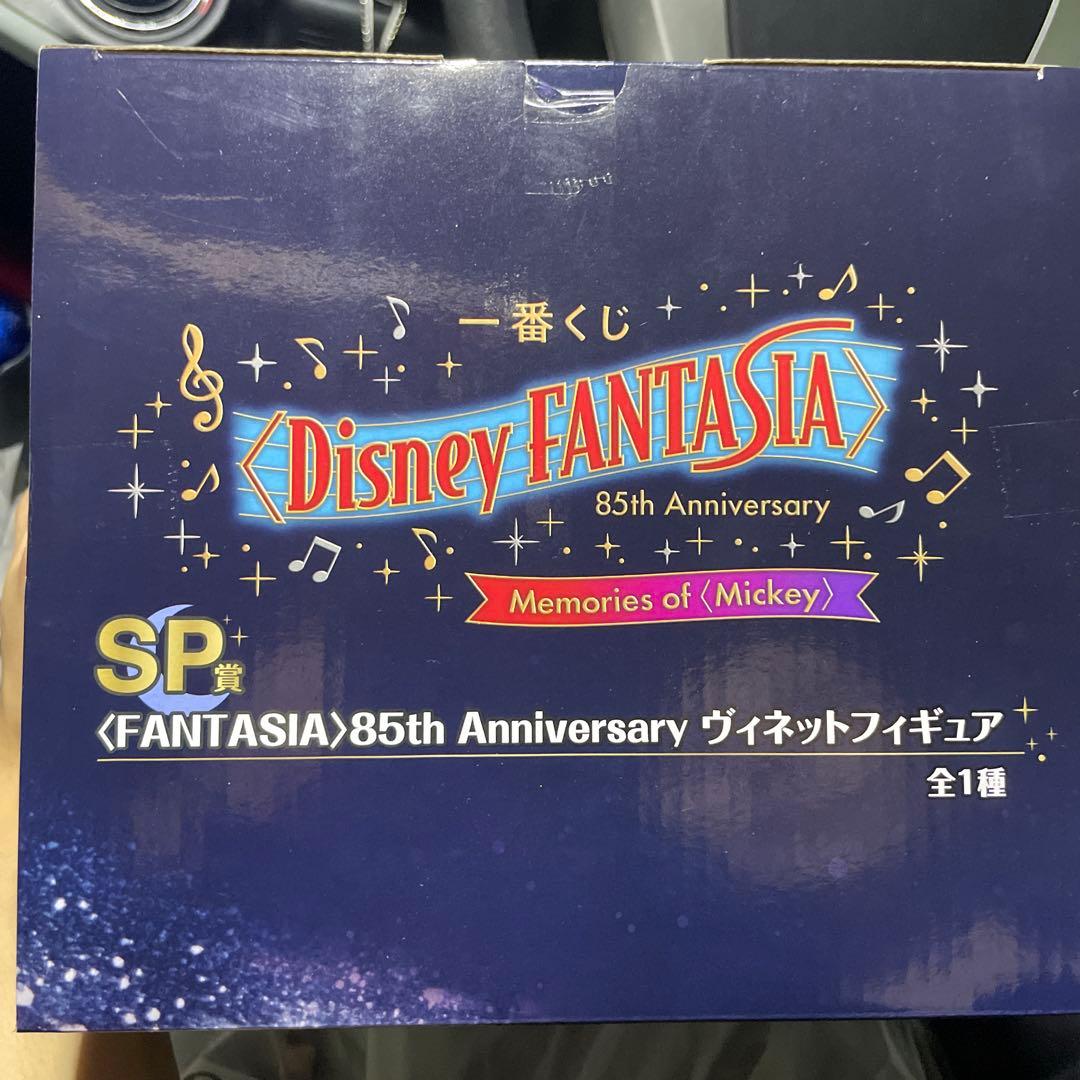 一番くじ
〈Disney FANTASIA〉
85th Anniversary
Memories of〈Mickey〉
SP賞
〈FANTASIA〉85th Anniversary ヴィネットフィギュア
全1種